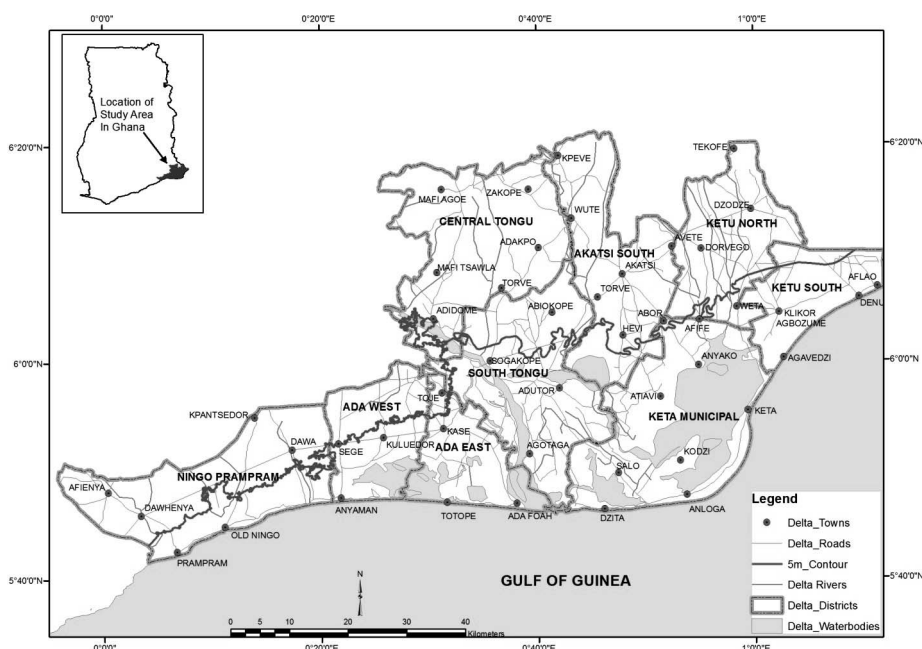 0°0'0"
0°20'0"E
0°40'0"E
1°0'0"E
Location of
Study Area
In Ghana
6°20'0"N
6°20'0"N
TEKOFE
KPEVE
MAFI AGOE
ZAKOPE
DZODZE
WUTE
CENTRAL TONGU
KETU NORTH
ADAKPO
AVETE
DORVEGO
AKATSI SOUTH
MAFI TSAWLA
AKATSI
AFLAO
TORVE
TORVE
KETU SOUTH
DENU
ADIDOME
ABIOKOPE
ABOR
WETA
KLIKOR
AFIFE
AGBOZUME
HEVI
6°0'0"N
6°0'0"N
SOGAKOPE
ANYAKO
AGAVEDZI
SOUTH TONGU
ADUTOR
TOJE
ATIAVI
ADA WEST
KETA
KPANTSEDOR
KETA MUNICIPAL
KASE
DAWA
SEGE
KULUEDOR
ADA EAST
AGOTAGA
KODZI
SALO
NINGO PRAMPRAM
AFIENYA
DAWHENYA
ANYAMAN
TOTOPE
ADA FOAH
DZITA
ANLOGA
OLD NINGO
PRAMPRAM
Legend
Delta_Towns
Delta_Roads
5m_Contour
Delta Rivers
Delta_Districts
Delta_Waterbodies
5°40'0"N
5°40'0"N
GULF OF GUINEA
N
0 5 10 20 30 40
Kilometers
0°0'0"
0°20'0"E
0°40'0"E
1°0'0"E